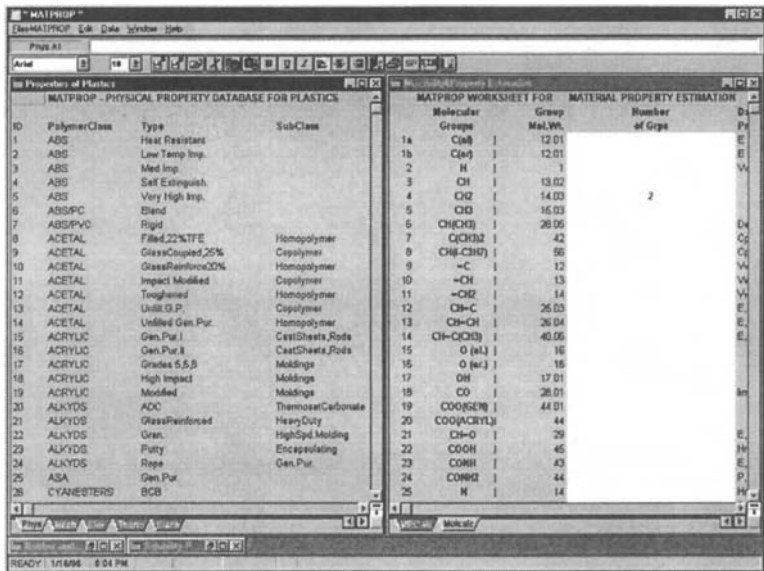 " MATPROP "
Edit Data Window Help
Phys A1
Arial 10
Properties of Plastics
MATPROP - PHYSICAL PROPERTY DATABASE FOR PLASTICS
ID PolymerClass Type SubClass
1 ABS Heat Resistant
2 ABS Low Temp Imp.
3 ABS Med Imp.
4 ABS Self Extinguish.
5 ABS Very High Imp.
6 ABS/PC Blend
7 ABS/PVC Rigid
8 ACETAL Filled,22%TFE Homopolymer
9 ACETAL GlassCoupled,25% Copolymer
10 ACETAL GlassReinforce20% Homopolymer
11 ACETAL Impact Modified Copolymer
12 ACETAL Toughened Homopolymer
13 ACETAL Unfill.G.P. Copolymer
14 ACETAL Unfilled Gen.Pur. Homopolymer
15 ACRYLIC Gen.Pur.I CastSheets,Rods
16 ACRYLIC Gen.Pur.II CastSheets,Rods
17 ACRYLIC Moldings
18 ACRYLIC High Impact Moldings
19 ACRYLIC Modified Moldings
20 ALKYDS ADC ThermosetCarbonate
21 ALKYDS GlassReinforced HeavyDuty
22 ALKYDS Gran. HighSpd.Molding
23 ALKYDS Putty Encapsulating
24 ALKYDS Rope Gen.Pur.
25 ASA Gen.Pur.
26 CYANESTERS BCB
Phys
MATPROP WORKSHEET FOR MATERIAL PROPERTY ESTIMATION
Molecular Group Number
Groups Mol.Wt. of Grps
1a C(al) | 12.01
1b C(ar) | 12.01
2 H | 1
3 CH | 13.02
4 CH2 | 14.03 2
5 CH3 | 15.03
6 CH(CH3) | 28.05
7 C(CH3)2 | 42
8 CH(i-C3H7) | 56
9 =C | 12
10 =CH | 13
11 =CH2 | 14
12 CH=C | 25.03
13 CH=CH | 26.04
14 CH=C(CH3) | 40.06
15 O (al.) | 16
16 O (ar.) | 16
17 OH | 17.01
18 CO | 28.01
19 COO(GEN) | 44.01
20 COO(ACRYL)| 44
21 CH=O | 29
22 COOH | 45
23 CONH | 43
24 CONH2 | 44
25 N | 14
Molcalc
READY 1/16/96 8:04 PM